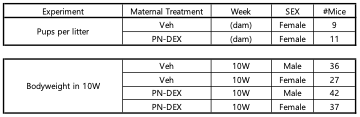 Experiment Maternal Treatment Week SEX #Mice
Pups per litter Veh (dam) Female 9
PN-DEX (dam) Female 11
Bodyweight in 10W Veh 10W Male 36
Veh 10W Female 27
PN-DEX 10W Male 42
PN-DEX 10W Female 37